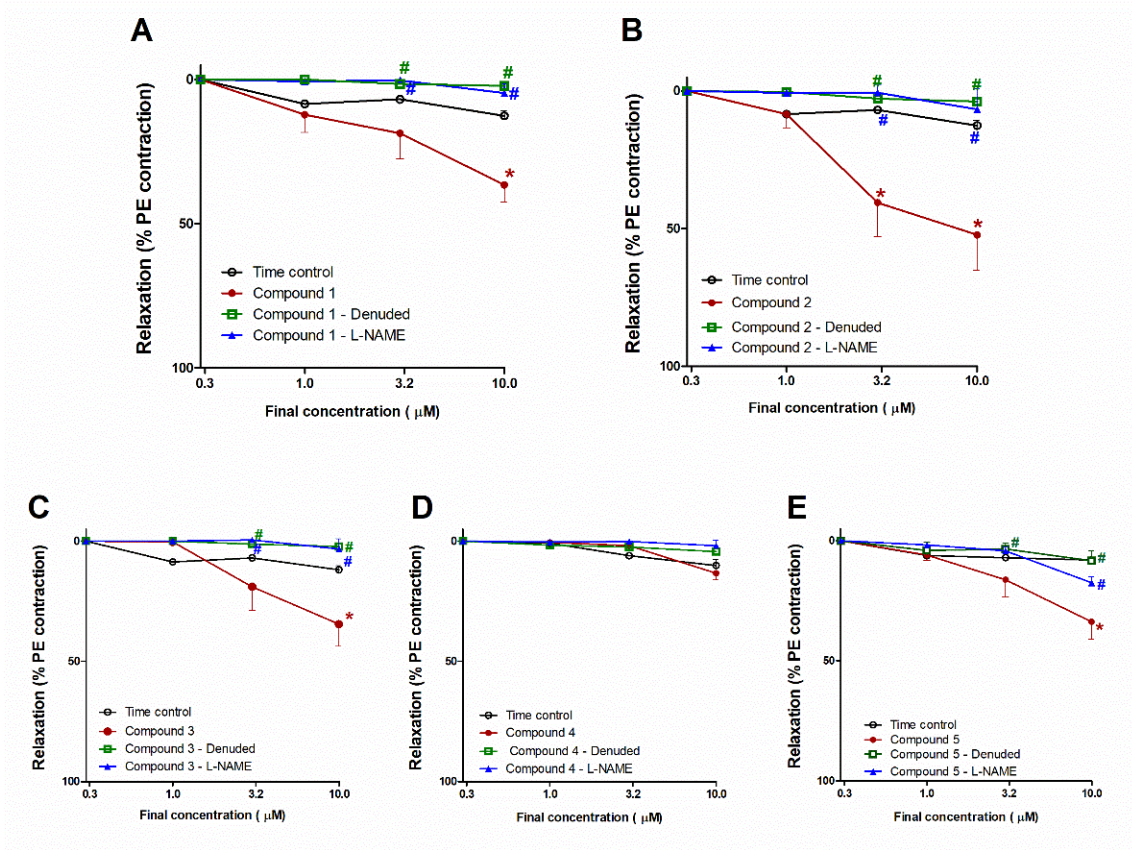 A
#
#
#
#
0
50
100
*
Relaxation (% PE contraction)
Time control
Compound 1
Compound 1 - Denuded
Compound 1 - L-NAME
0.3
1.0
3.2
10.0
Final concentration ( µM)
B
#
#
#
#
0
50
100
*
*
Relaxation (% PE contraction)
Time control
Compound 2
Compound 2 - Denuded
Compound 2 - L-NAME
0.3
1.0
3.2
10.0
Final concentration ( µM)
C
#
#
#
#
0
50
100
*
Relaxation (% PE contraction)
Time control
Compound 3
Compound 3 - Denuded
Compound 3 - L-NAME
0.3
1.0
3.2
10.0
Final concentration ( µM)
D
0
50
100
Relaxation (% PE contraction)
Time control
Compound 4
Compound 4 - Denuded
Compound 4 - L-NAME
0.3
1.0
3.2
10.0
Final concentration ( µM)
E
#
#
#
0
50
100
*
Relaxation (% PE contraction)
Time control
Compound 5
Compound 5 - Denuded
Compound 5 - L-NAME
0.3
1.0
3.2
10.0
Final concentration ( µM)